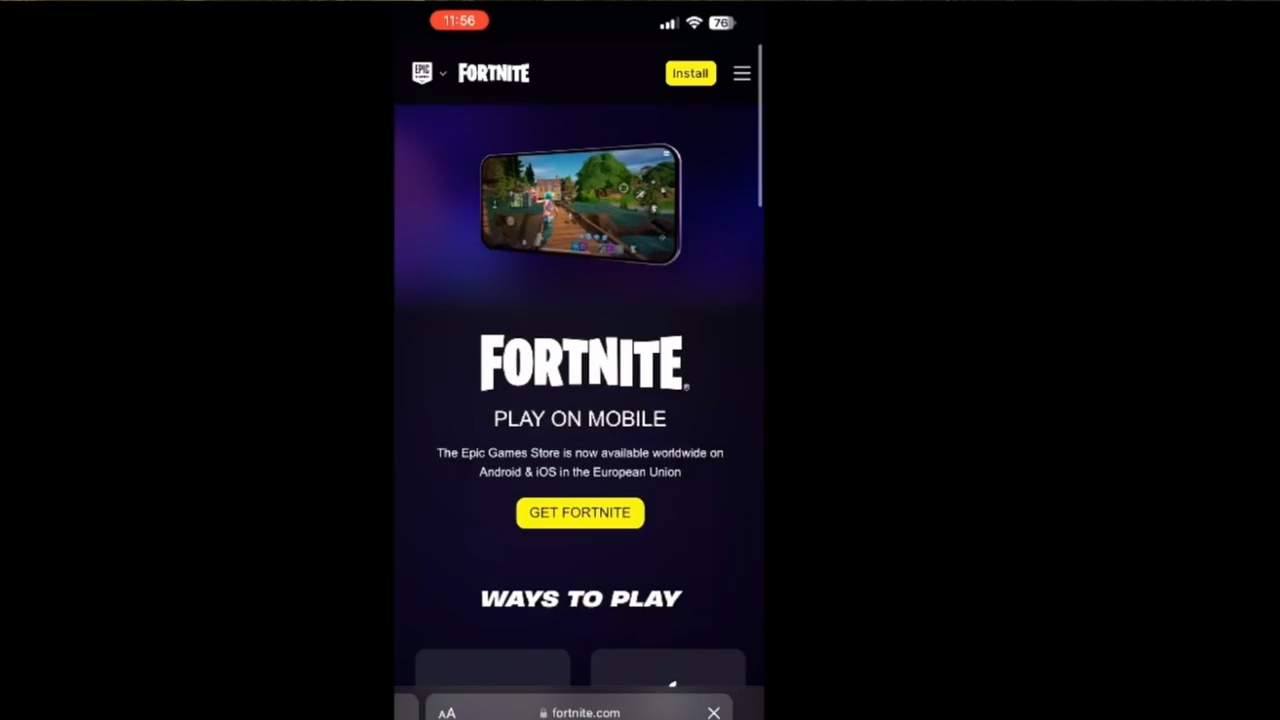 11:56
76
EPIC
FORTNITE
Install
FORTNITE
PLAY ON MOBILE
The Epic Games Store is now available worldwide on
Android & iOS in the European Union
GET FORTNITE
WAYS TO PLAY
AA
fortnite.com